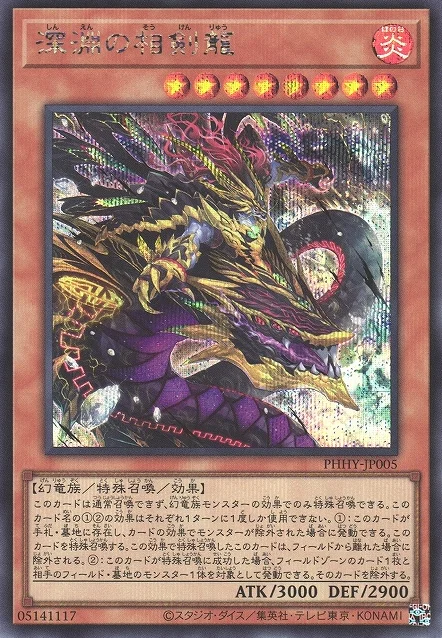 深淵の相剣龍
炎
PHHY-JP005
【幻竜族/特殊召喚/効果】
このカードは通常召喚できず、幻竜族モンスターの効果でのみ特殊召喚できる。この
カード名の①②の効果はそれぞれ1ターンに1度しか使用できない。①：このカードが
手札・墓地に存在し、カードの効果でモンスターが除外された場合に発動できる。この
カードを特殊召喚する。この効果で特殊召喚したこのカードは、フィールドから離れた場合に
除外される。②：このカードが特殊召喚に成功した場合、フィールドゾーンのカード1枚と
相手のフィールド・墓地のモンスター1体を対象として発動できる。そのカードを除外する。
ATK/3000 DEF/2900
05141117
©スタジオ・ダイス/集英社・テレビ東京・KONAMI